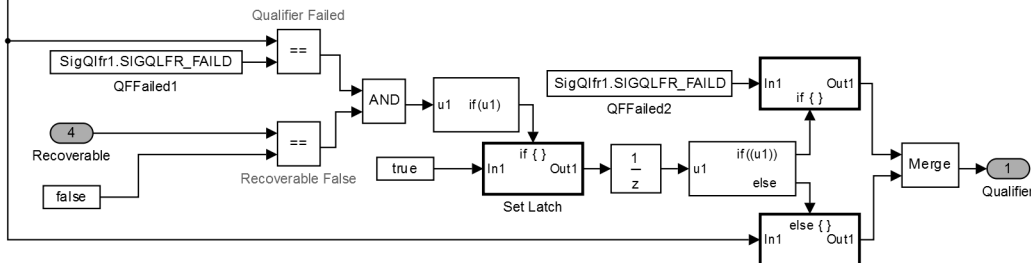 Qualifier Failed
==
SigQlfr1.SIGQLFR_FAILD
QFFailed1
AND
u1 if(u1)
SigQlfr1.SIGQLFR_FAILD
QFFailed2
In1 Out1
if { }
4
Recoverable
==
Recoverable False
false
true
if { }
In1 Out1
Set Latch
1
z
u1 if((u1))
else
Merge
1
Qualifier
else { }
In1 Out1